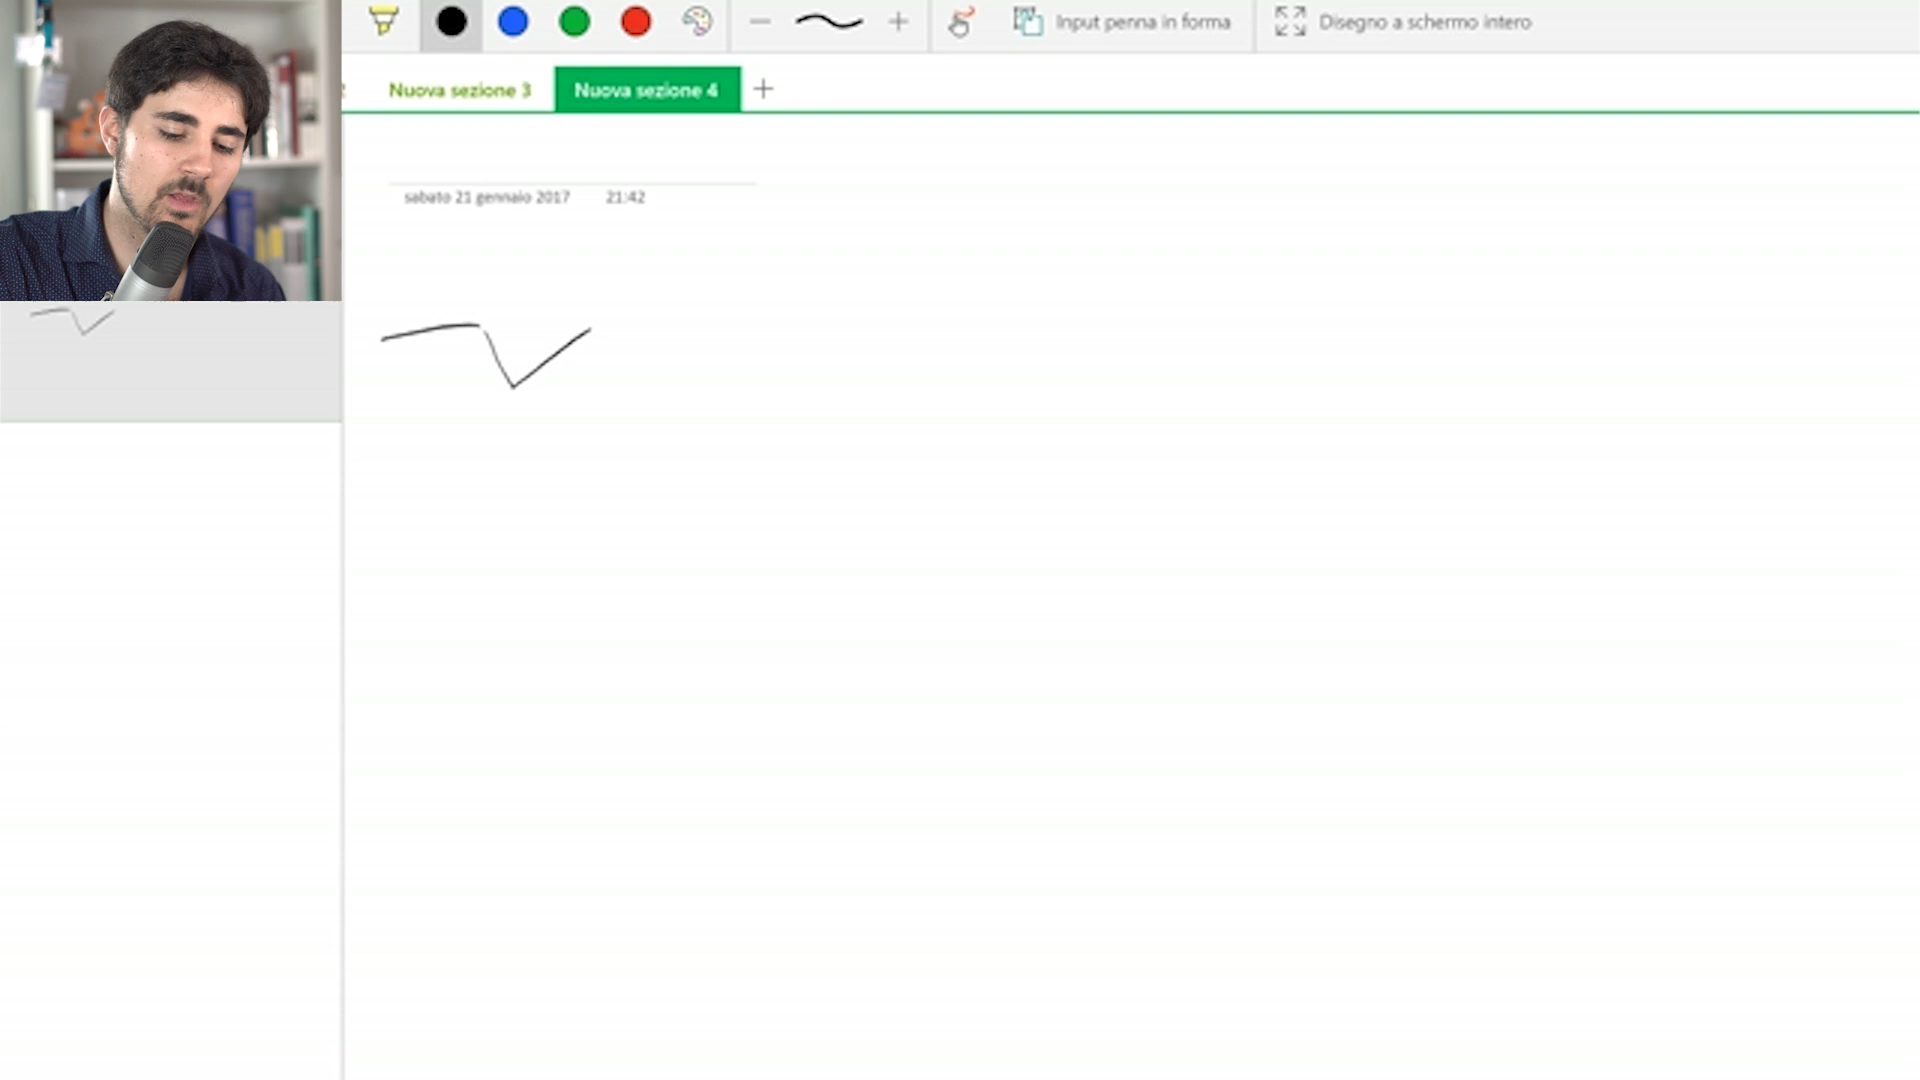 Input penna in forma
Disegno a schermo intero
Nuova sezione 3
Nuova sezione 4
sabato 21 gennaio 2017 21:42